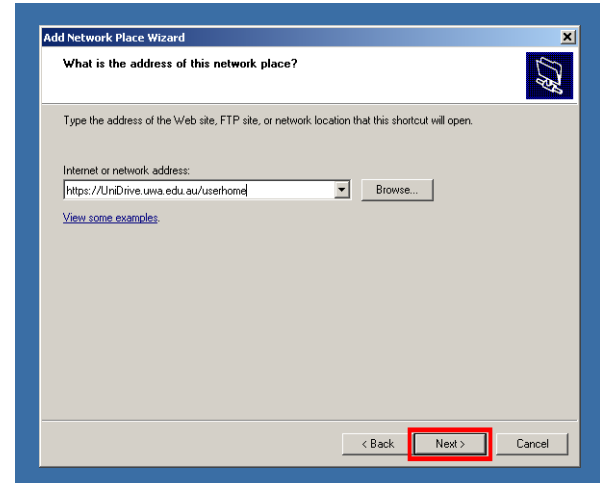 Add Network Place Wizard
What is the address of this network place?
Type the address of the Web site, FTP site, or network location that this shortcut will open.
Internet or network address:
https://UniDrive.uwa.edu.au/userhome
Browse...
View some examples.
< Back
Next >
Cancel